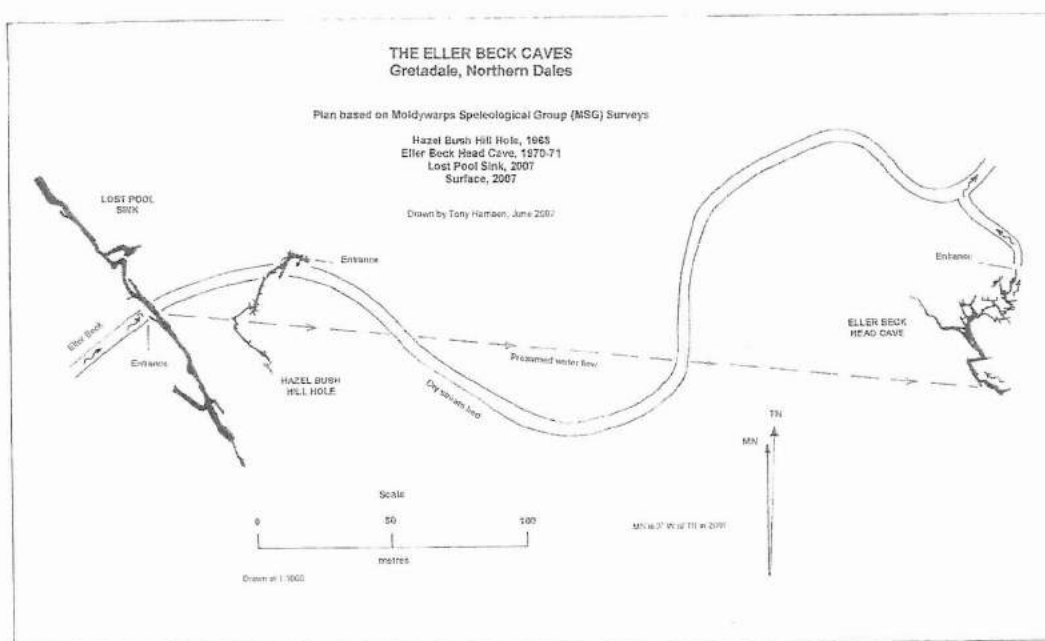 THE ELLER BECK CAVES
Gretadale, Northern Dales
Plan based on Moldywarps Speleological Group (MSG) Surveys
Hazel Bush Hill Hole, 1968
Eller Beck Head Cave, 1970-71
Lost Pool Sink, 2007
Surface, 2007
Drawn by Tony Harrison, June 2007
LOST POOL
SINK
Entrance
Entrance
Eller Beck
Entrance
HAZEL BUSH
HILL HOLE
Presumed water flow
Dry stream bed
ELLER BECK
HEAD CAVE
TN
MN
Scale
0 50 100
metres
Drawn at 1:1000